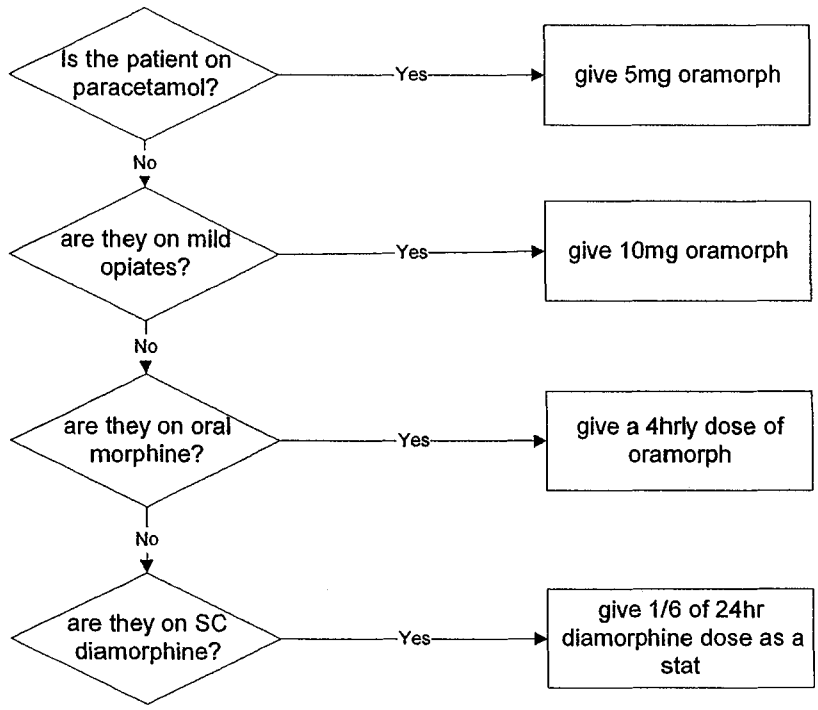 Is the patient on
paracetamol?
Yes
give 5mg oramorph
No
are they on mild
opiates?
Yes
give 10mg oramorph
No
are they on oral
morphine?
Yes
give a 4hrly dose of
oramorph
No
are they on SC
diamorphine?
Yes
give 1/6 of 24hr
diamorphine dose as a
stat